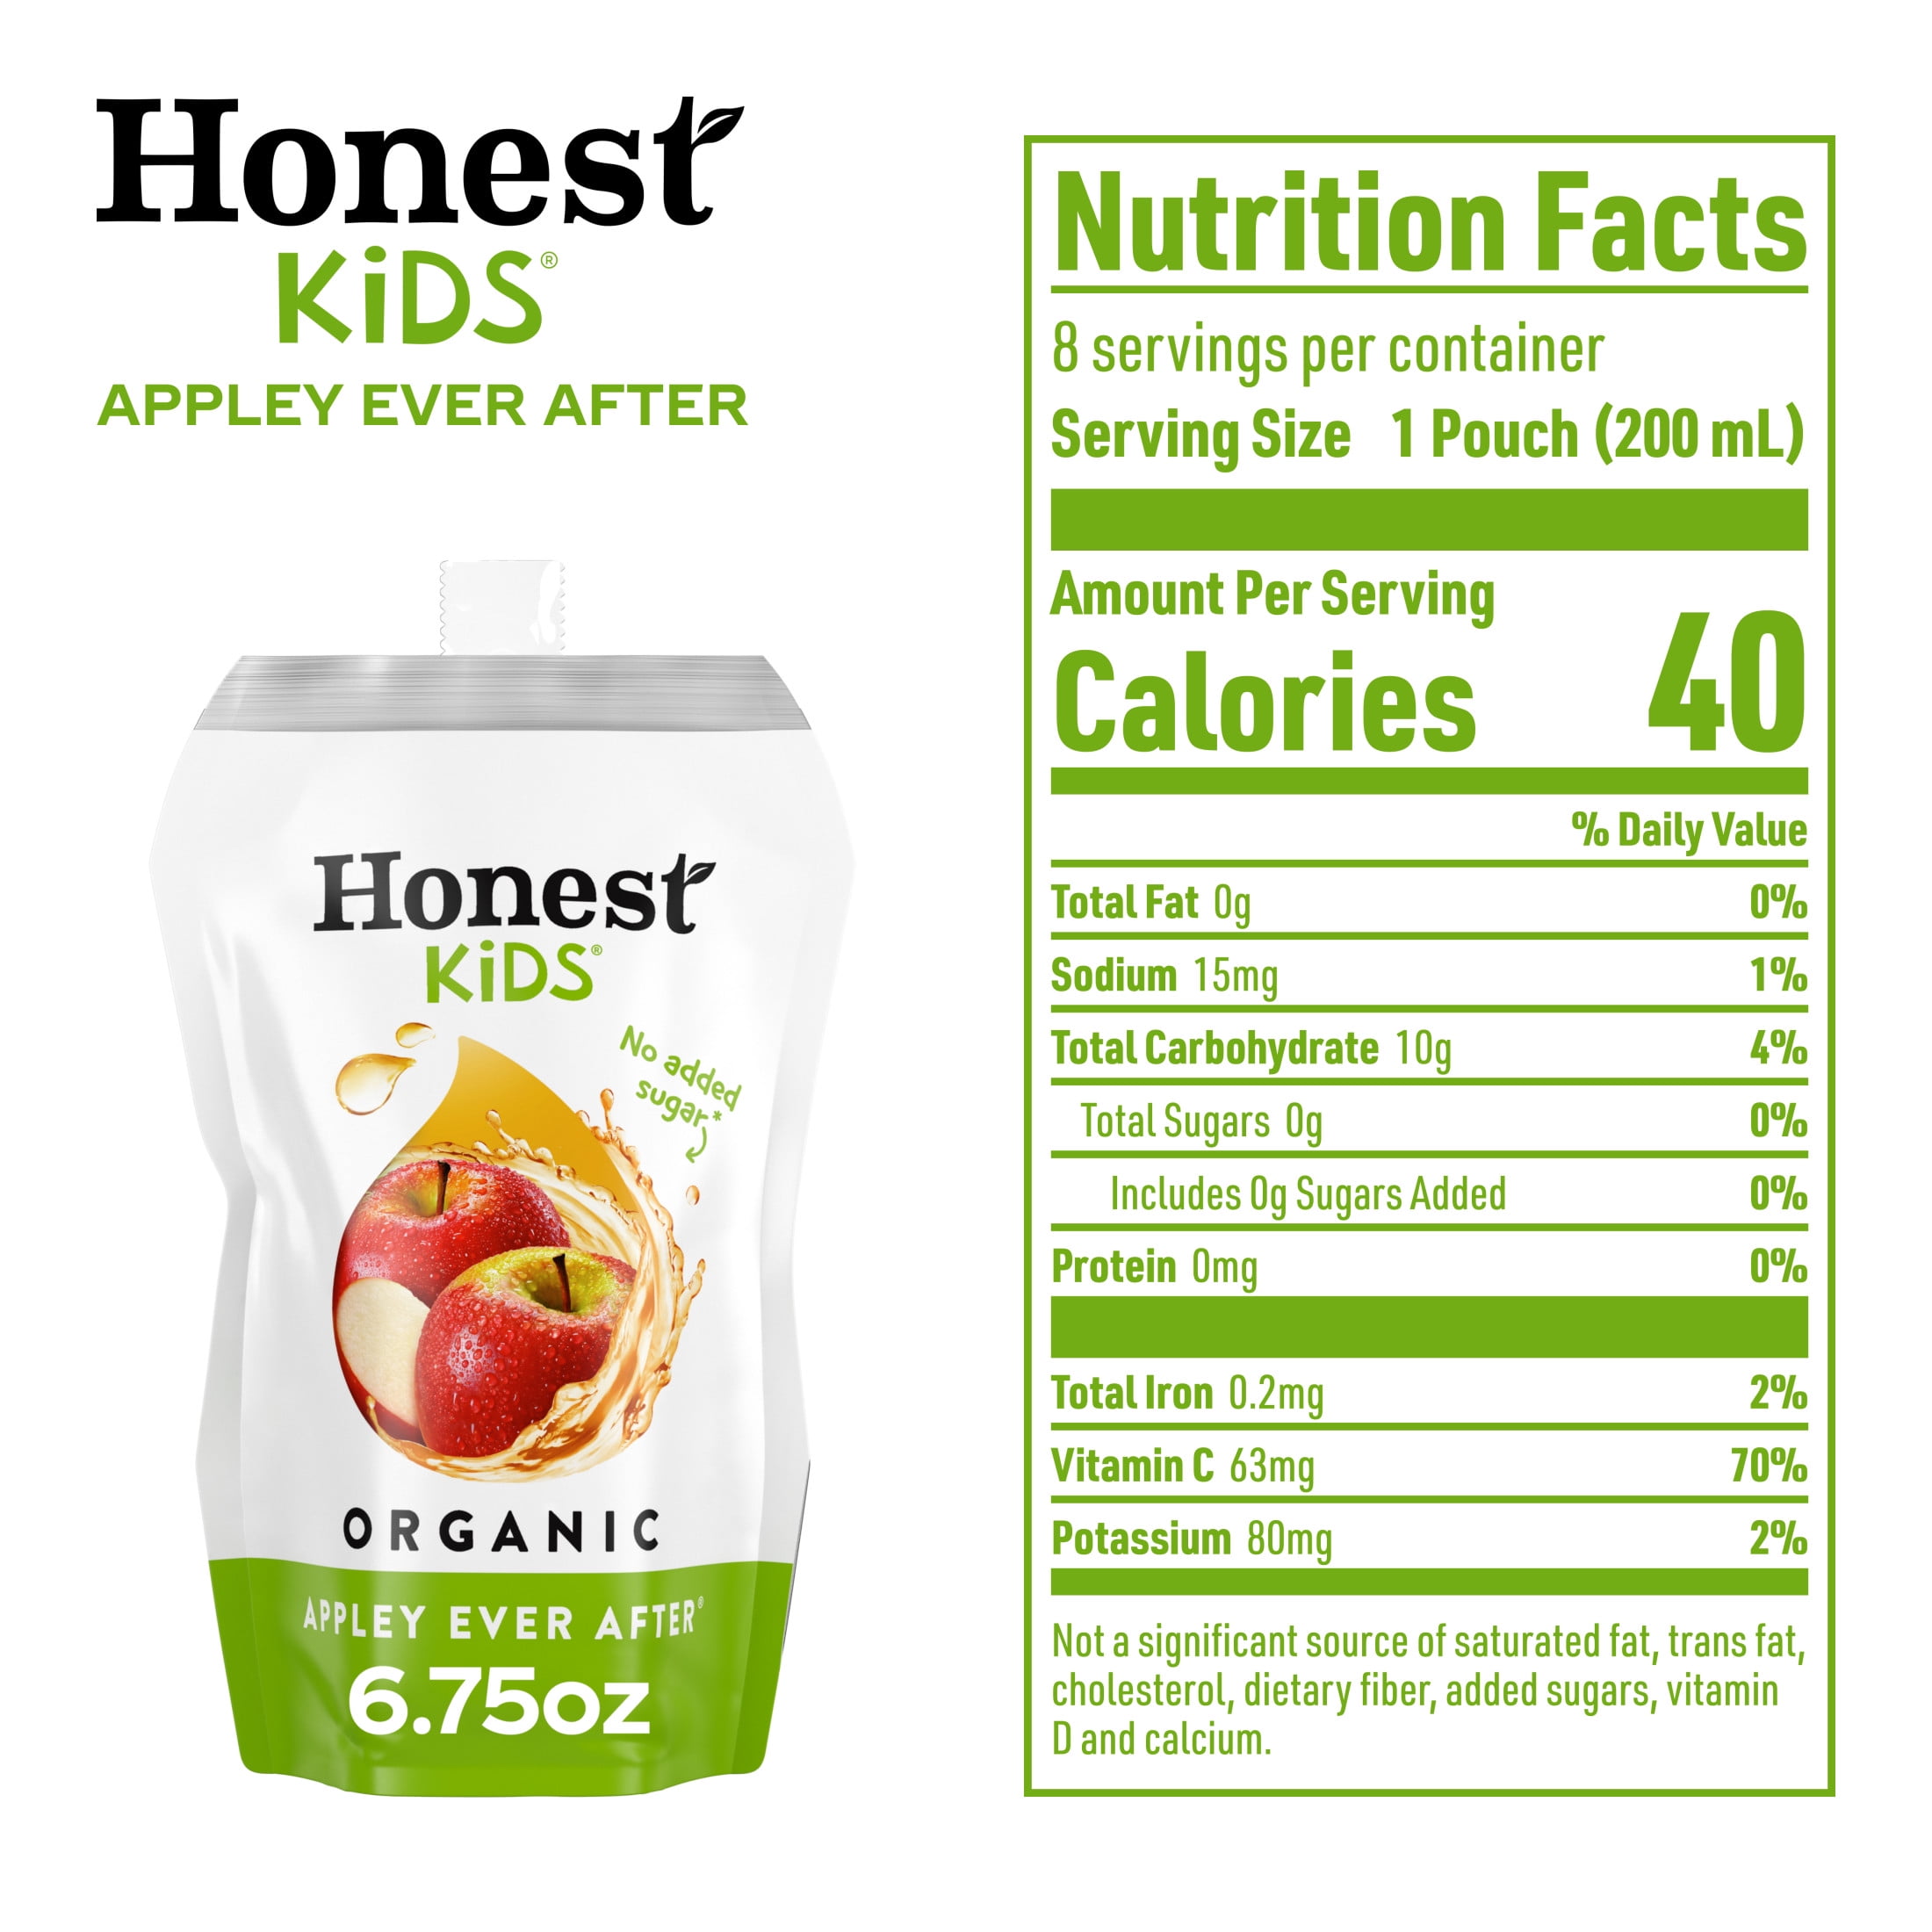 Honest
KiDS®
APPLEY EVER AFTER
Honest
KiDS®
No added
sugar*
ORGANIC
APPLEY EVER AFTER®
6.75oz
Nutrition Facts
8 servings per container
Serving Size 1 Pouch (200 mL)
Amount Per Serving
Calories 40
% Daily Value
Total Fat 0g 0%
Sodium 15mg 1%
Total Carbohydrate 10g 4%
Total Sugars 0g 0%
Includes 0g Sugars Added 0%
Protein 0mg 0%
Total Iron 0.2mg 2%
Vitamin C 63mg 70%
Potassium 80mg 2%
Not a significant source of saturated fat, trans fat,
cholesterol, dietary fiber, added sugars, vitamin
D and calcium.